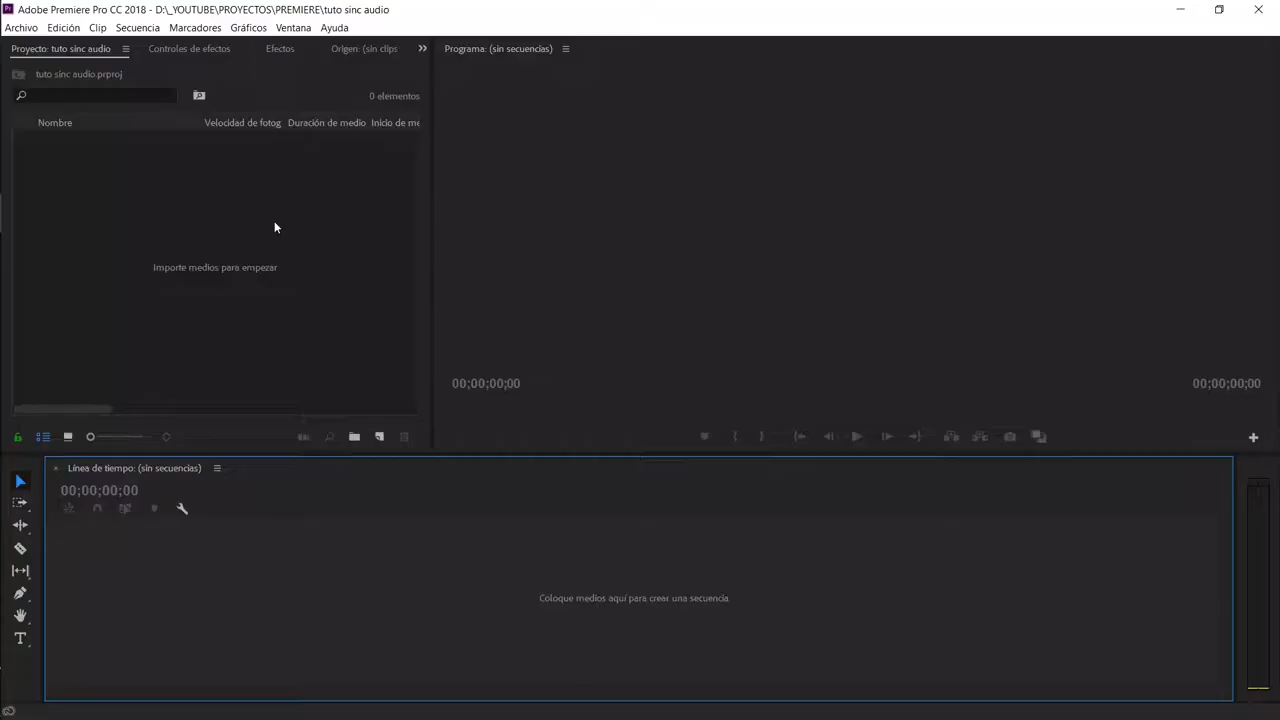 Adobe Premiere Pro CC 2018 - D:\_YOUTUBE\PROYECTOS\PREMIERE\tuto sinc audio
Archivo Edición Clip Secuencia Marcadores Gráficos Ventana Ayuda
Proyecto: tuto sinc audio Controles de efectos Efectos Origen: (sin clips Programa: (sin secuencias)
tuto sinc audio.prproj
0 elementos
Nombre Velocidad de fotog Duración de medio Inicio de me
Importe medios para empezar
00;00;00;00 00;00;00;00
Línea de tiempo: (sin secuencias)
00;00;00;00
Coloque medios aquí para crear una secuencia.